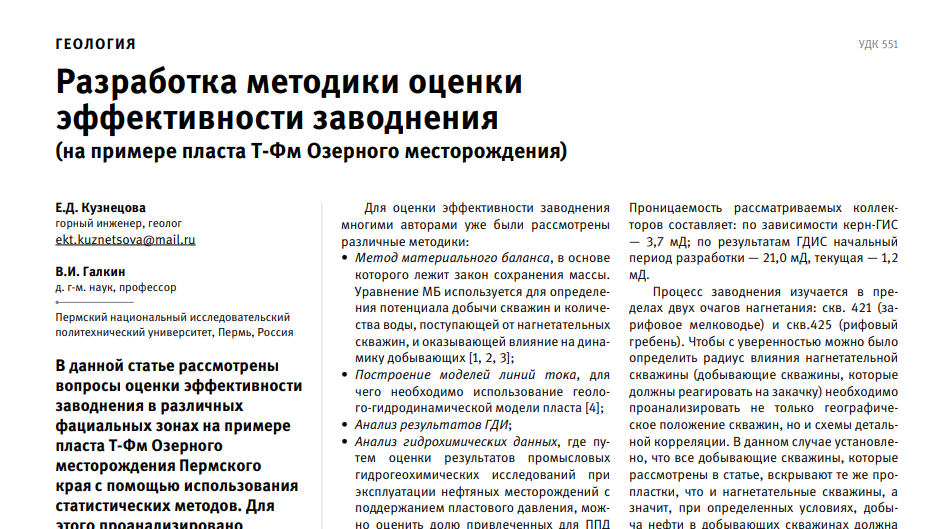 ГЕОЛОГИЯ
УДК 551
Разработка методики оценки
эффективности заводнения
(на примере пласта Т-Фм Озерного месторождения)
Е.Д. Кузнецова
горный инженер, геолог
ekt.kuznetsova@mail.ru
В.И. Галкин
д. г-м. наук, профессор
Пермский национальный исследовательский
политехнический университет, Пермь, Россия
В данной статье рассмотрены
вопросы оценки эффективности
заводнения в различных
фациальных зонах на примере
пласта Т-Фм Озерного
месторождения Пермского
края с помощью использования
статистических методов. Для
этого проанализировано
Для оценки эффективности заводнения
многими авторами уже были рассмотрены
различные методики:
• Метод материального баланса, в основе
которого лежит закон сохранения массы.
Уравнение МБ используется для определе-
ния потенциала добычи скважин и количе-
ства воды, поступающей от нагнетательных
скважин, и оказывающей влияние на дина-
мику добывающих [1, 2, 3];
• Построение моделей линий тока, для
чего необходимо использование геоло-
го-гидродинамической модели пласта [4];
• Анализ результатов ГДИ;
• Анализ гидрохимических данных, где пу-
тем оценки результатов промысловых
гидрогеохимических исследований при
эксплуатации нефтяных месторождений с
поддержанием пластового давления, мож-
но оценить долю привлеченных для ППД
Проницаемость рассматриваемых коллек-
торов составляет: по зависимости керн-ГИС
— 3,7 мД; по результатам ГДИС начальный
период разработки — 21,0 мД, текущая — 1,2
мД.
Процесс заводнения изучается в пре-
делах двух очагов нагнетания: скв. 421 (за-
рифовое мелководье) и скв.425 (рифовый
гребень). Чтобы с уверенностью можно было
определить радиус влияния нагнетательной
скважины (добывающие скважины, которые
должны реагировать на закачку) необходимо
проанализировать не только географиче-
ское положение скважин, но и схемы деталь-
ной корреляции. В данном случае установле-
но, что все добывающие скважины, которые
рассмотрены в статье, вскрывают те же про-
пластки, что и нагнетательные скважины, а
значит, при определенных условиях, добы-
ча нефти в добывающих скважинах должна